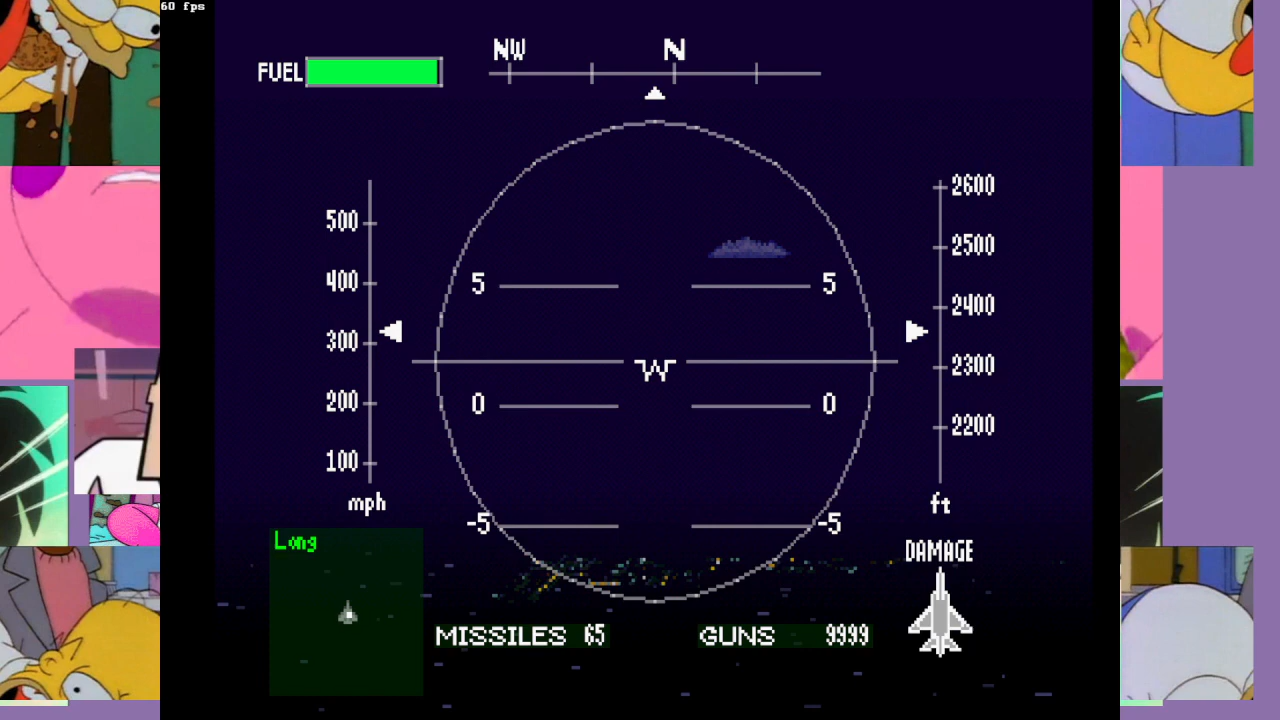 60 fps
NW N
FUEL
500
400
300
200
100
mph
5 5
0 0
-5 -5
2600
2500
2400
2300
2200
ft
Long
DAMAGE
MISSILES 65
GUNS 9999